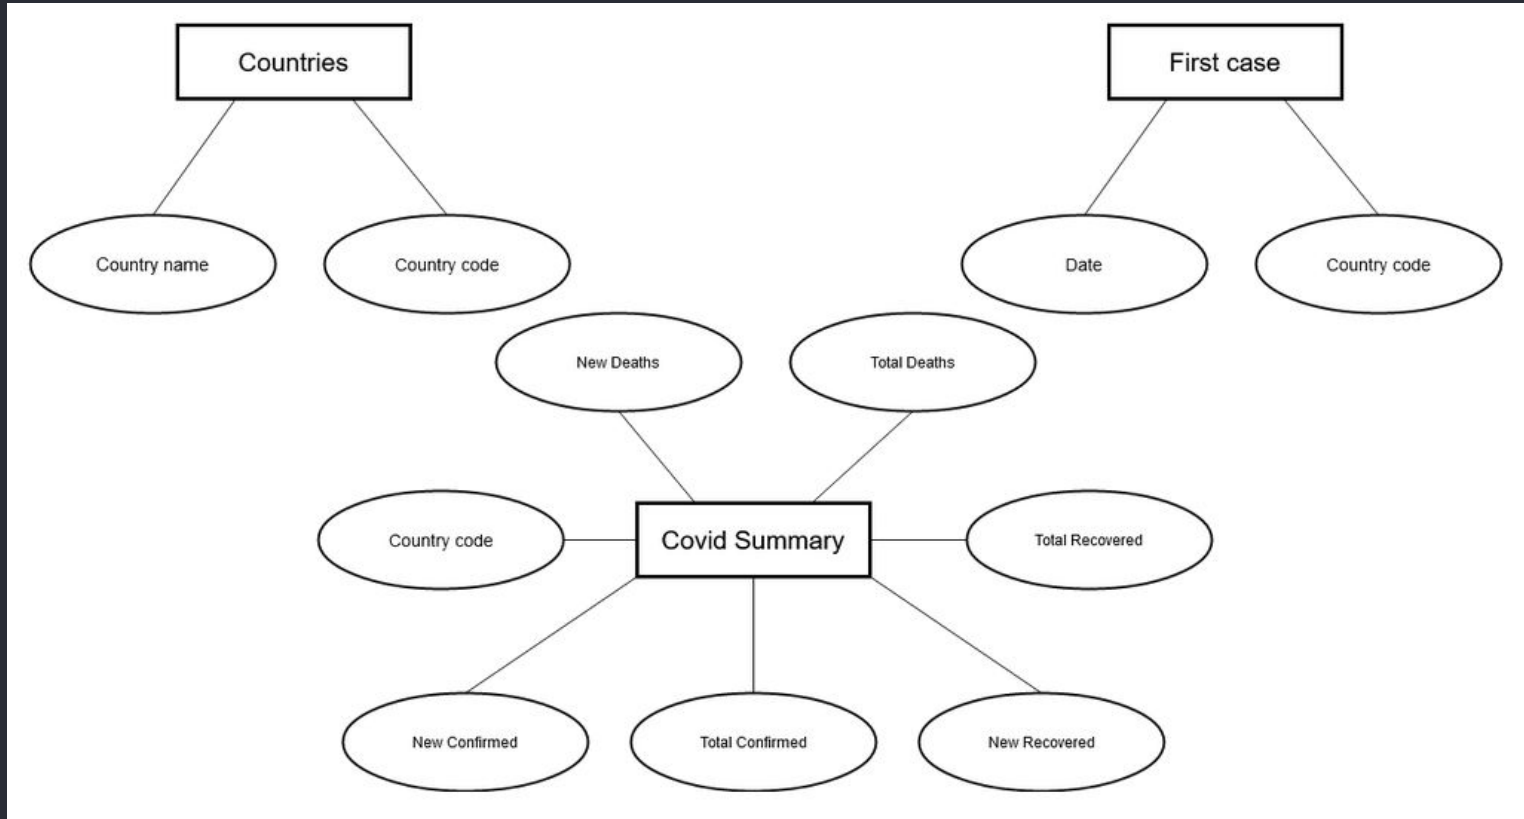 Countries
First case
Country name
Country code
Date
Country code
New Deaths
Total Deaths
Country code
Covid Summary
Total Recovered
New Confirmed
Total Confirmed
New Recovered